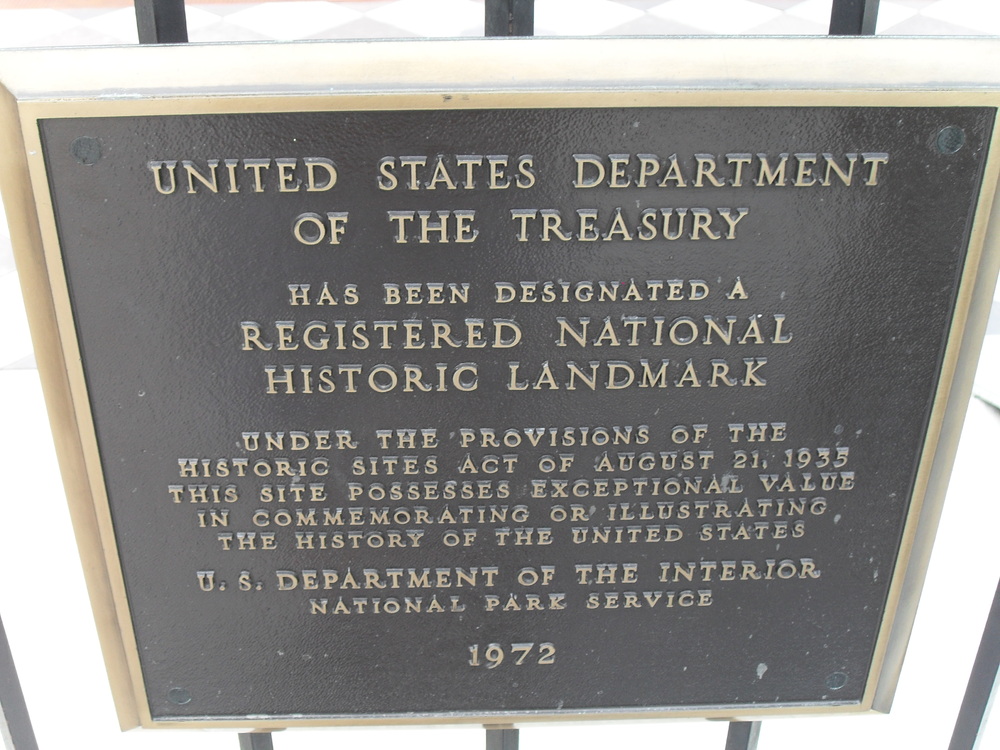 UNITED STATES DEPARTMENT
OF THE TREASURY
HAS BEEN DESIGNATED A
REGISTERED NATIONAL
HISTORIC LANDMARK
UNDER THE PROVISIONS OF THE
HISTORIC SITES ACT OF AUGUST 21, 1935
THIS SITE POSSESSES EXCEPTIONAL VALUE
IN COMMEMORATING OR ILLUSTRATING
THE HISTORY OF THE UNITED STATES
U. S. DEPARTMENT OF THE INTERIOR
NATIONAL PARK SERVICE
1972